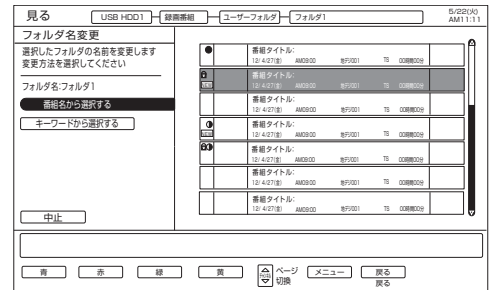 見る
USB HDD1 録画番組 ユーザーフォルダ フォルダ1
5/22(火)
AM11:11
フォルダ名変更
選択したフォルダの名前を変更します
変更方法を選択してください
フォルダ名:フォルダ1
番組名から選択する
キーワードから選択する
中止
番組タイトル:
12/ 4/27(金) AM09:00 地デジ001 TS 00時間00分
番組タイトル:
12/ 4/27(金) AM09:00 地デジ001 TS 00時間00分
番組タイトル:
12/ 4/27(金) AM09:00 地デジ001 TS 00時間00分
番組タイトル:
12/ 4/27(金) AM09:00 地デジ001 TS 00時間00分
番組タイトル:
12/ 4/27(金) AM09:00 地デジ001 TS 00時間00分
番組タイトル:
12/ 4/27(金) AM09:00 地デジ001 TS 00時間00分
番組タイトル:
12/ 4/27(金) AM09:00 地デジ001 TS 00時間00分
青 赤 緑 黄 ページ切換 メニュー 戻る
戻る